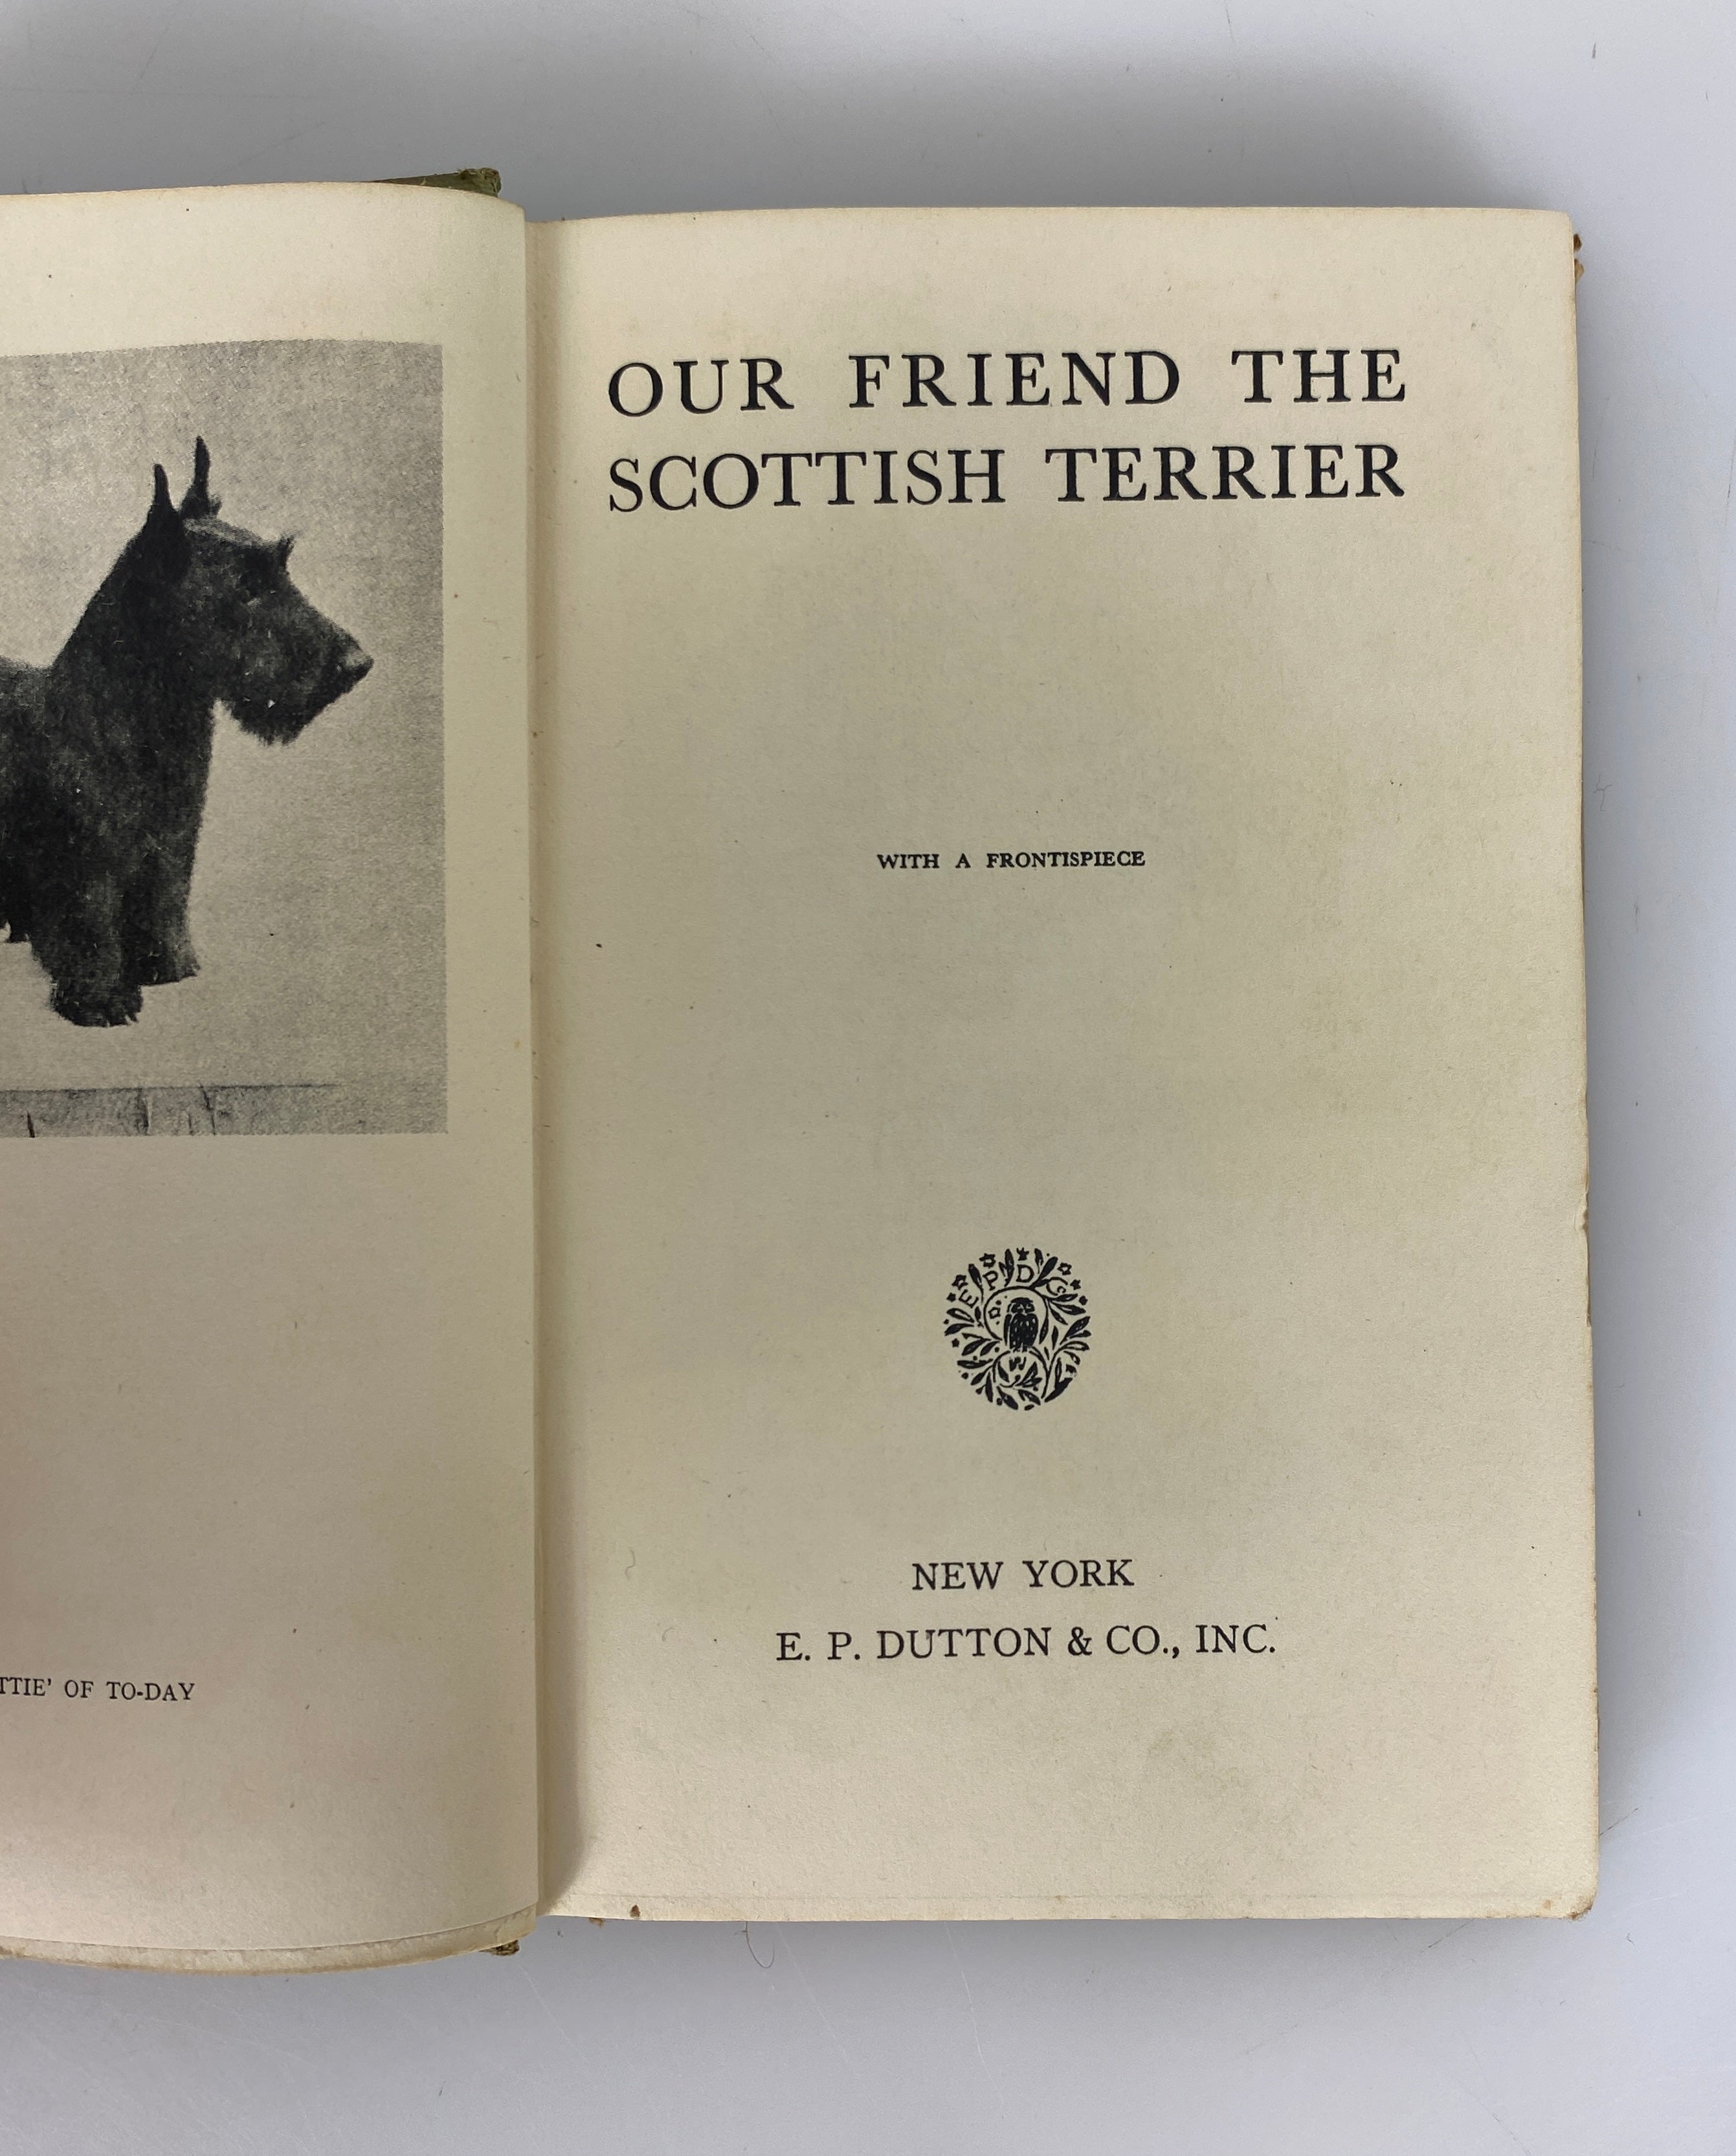 OUR FRIEND THE
SCOTTISH TERRIER
WITH A FRONTISPIECE
E P D C
NEW YORK
E. P. DUTTON & CO., INC.
TTIE' OF TO-DAY